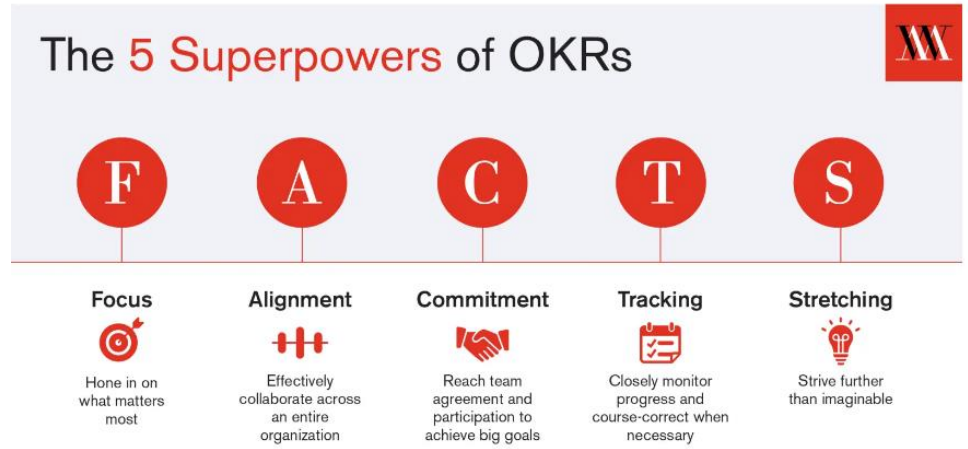 The 5 Superpowers of OKRs
F
A
C
T
S
Focus
Hone in on
what matters
most
Alignment
Effectively
collaborate across
an entire
organization
Commitment
Reach team
agreement and
participation to
achieve big goals
Tracking
Closely monitor
progress and
course-correct when
necessary
Stretching
Strive further
than imaginable